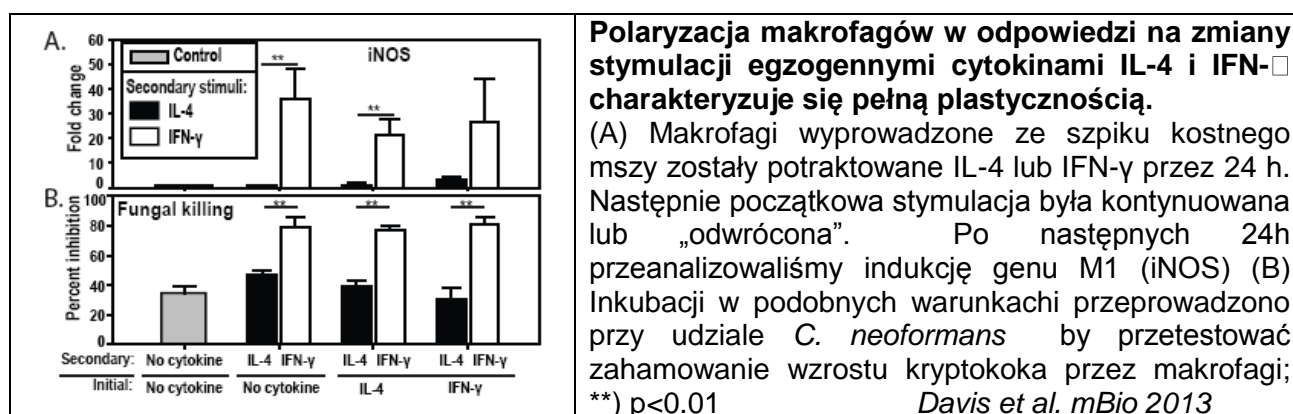 A.
60
50
40
30
20
10
0
Fold change
Control
Secondary stimuli:
IL-4
IFN-γ
iNOS
** **
B.
100
80
60
40
20
0
Percent inhibition
Fungal killing
** ** **
Secondary: No cytokine IL-4 IFN-γ IL-4 IFN-γ IL-4 IFN-γ
Initial: No cytokine No cytokine IL-4 IFN-γ
Polaryzacja makrofagów w odpowiedzi na zmiany
stymulacji egzogennymi cytokinami IL-4 i IFN-□
charakteryzuje się pełną plastycznością.
(A) Makrofagi wyprowadzone ze szpiku kostnego
mszy zostały potraktowane IL-4 lub IFN-γ przez 24 h.
Następnie początkowa stymulacja była kontynuowana
lub „odwrócona”. Po następnych 24h
przeanalizowaliśmy indukcję genu M1 (iNOS) (B)
Inkubacji w podobnych warunkachi przeprowadzono
przy udziale C. neoformans by przetestować
zahamowanie wzrostu kryptokoka przez makrofagi;
**) p<0.01 Davis et al. mBio 2013